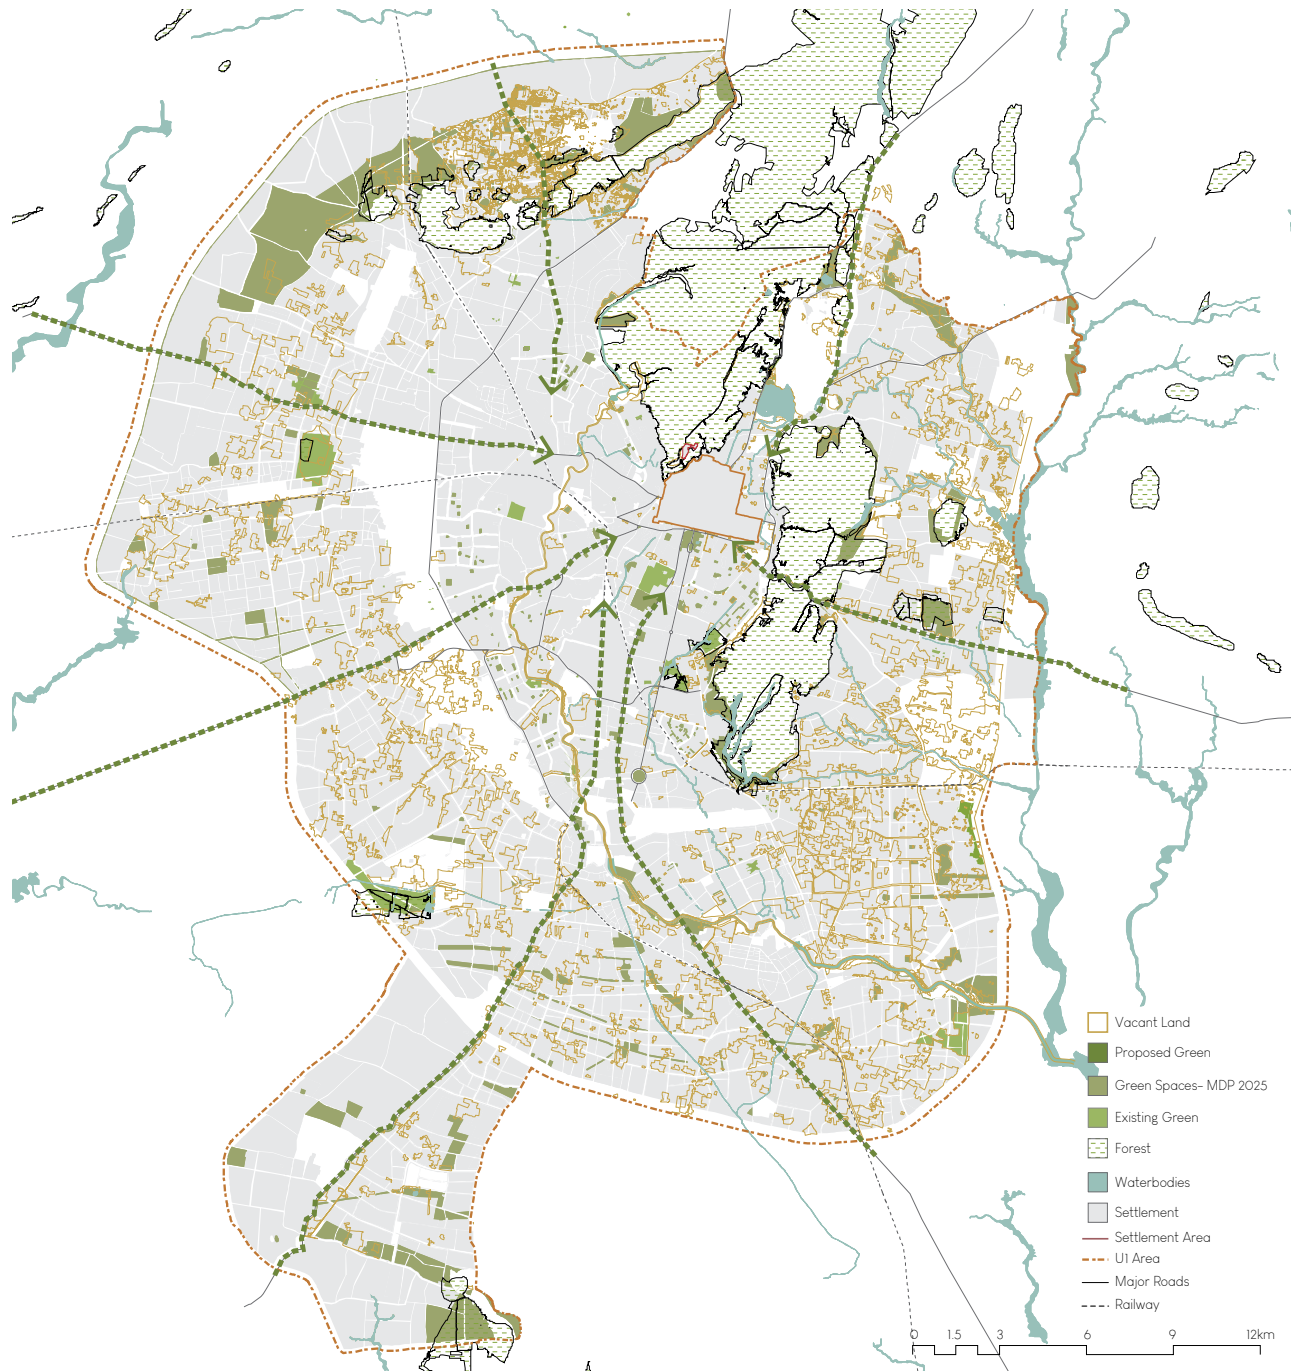 Vacant Land
Proposed Green
Green Spaces- MDP 2025
Existing Green
Forest
Waterbodies
Settlement
Settlement Area
U1 Area
Major Roads
Railway
0 1.5 3 6 9 12km